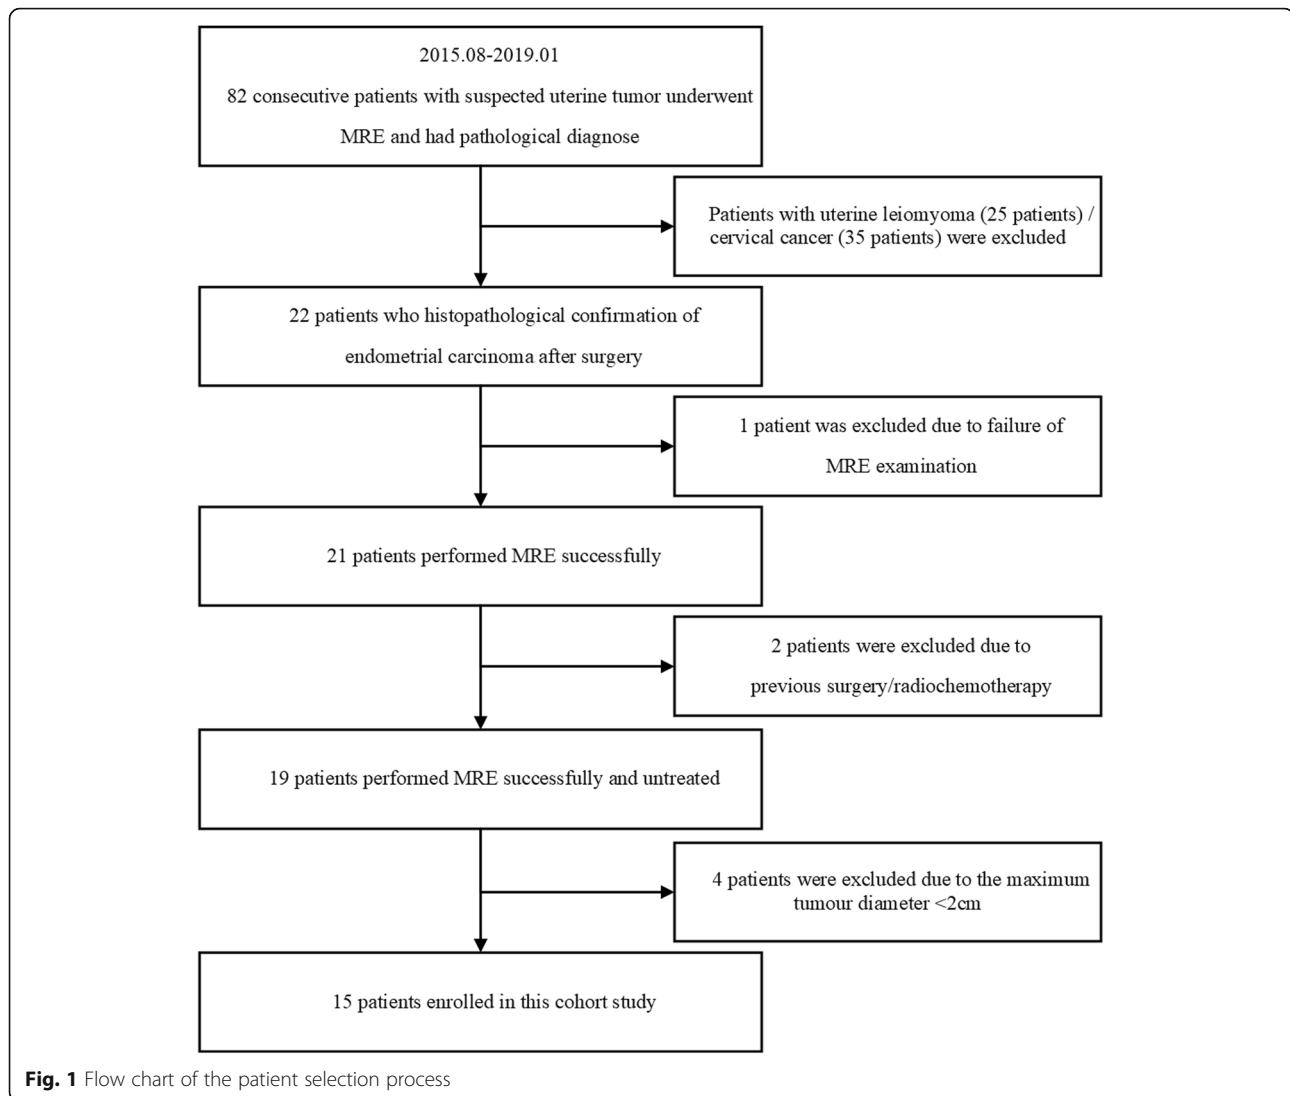 2015.08-2019.01
82 consecutive patients with suspected uterine tumor underwent
MRE and had pathological diagnose
Patients with uterine leiomyoma (25 patients) /
cervical cancer (35 patients) were excluded
22 patients who histopathological confirmation of
endometrial carcinoma after surgery
1 patient was excluded due to failure of
MRE examination
21 patients performed MRE successfully
2 patients were excluded due to
previous surgery/radiochemotherapy
19 patients performed MRE successfully and untreated
4 patients were excluded due to the maximum
tumour diameter <2cm
15 patients enrolled in this cohort study
Fig. 1 Flow chart of the patient selection process